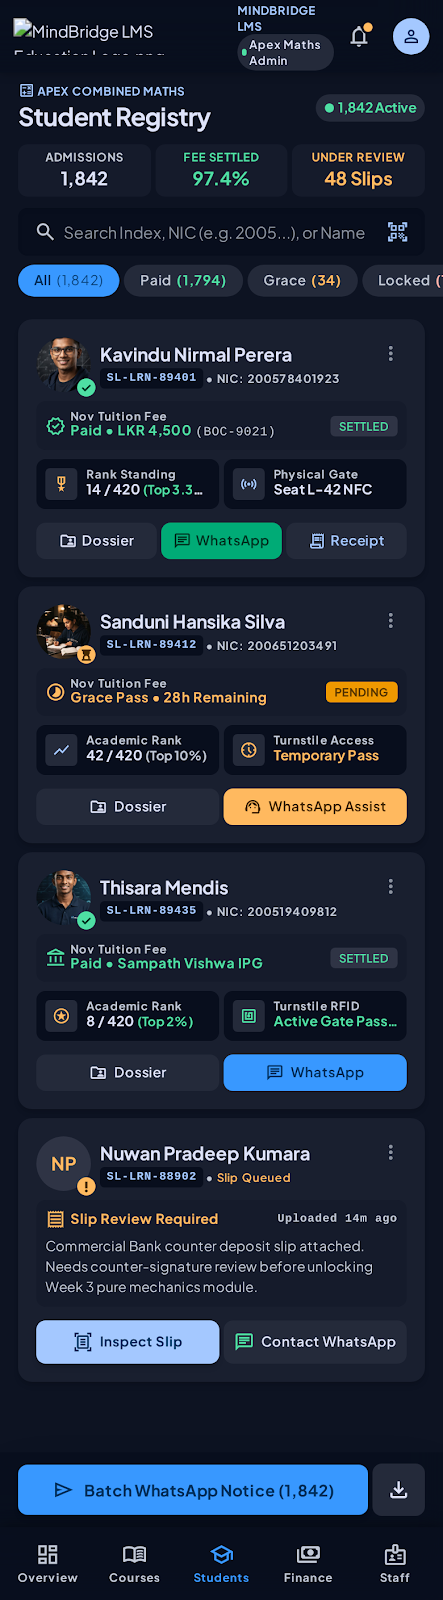 MindBridge LMS
MINDBRIDGE
LMS
Apex Maths
Admin
APEX COMBINED MATHS
Student Registry
1,842 Active
ADMISSIONS
1,842
FEE SETTLED
97.4%
UNDER REVIEW
48 Slips
Search Index, NIC (e.g. 2005...), or Name
All (1,842)
Paid (1,794)
Grace (34)
Locked
Kavindu Nirmal Perera
SL-LRN-89401 • NIC: 200578401923
Nov Tuition Fee
Paid • LKR 4,500 (BOC-9021)
SETTLED
Rank Standing
14 / 420 (Top 3.3...
Physical Gate
Seat L-42 NFC
Dossier
WhatsApp
Receipt
Sanduni Hansika Silva
SL-LRN-89412 • NIC: 200651203491
Nov Tuition Fee
Grace Pass • 28h Remaining
PENDING
Academic Rank
42 / 420 (Top 10%)
Turnstile Access
Temporary Pass
Dossier
WhatsApp Assist
Thisara Mendis
SL-LRN-89435 • NIC: 200519409812
Nov Tuition Fee
Paid • Sampath Vishwa IPG
SETTLED
Academic Rank
8 / 420 (Top 2%)
Turnstile RFID
Active Gate Pass...
Dossier
WhatsApp
NP
Nuwan Pradeep Kumara
SL-LRN-88902 • Slip Queued
Slip Review Required
Uploaded 14m ago
Commercial Bank counter deposit slip attached.
Needs counter-signature review before unlocking
Week 3 pure mechanics module.
Inspect Slip
Contact WhatsApp
Batch WhatsApp Notice (1,842)
Overview
Courses
Students
Finance
Staff